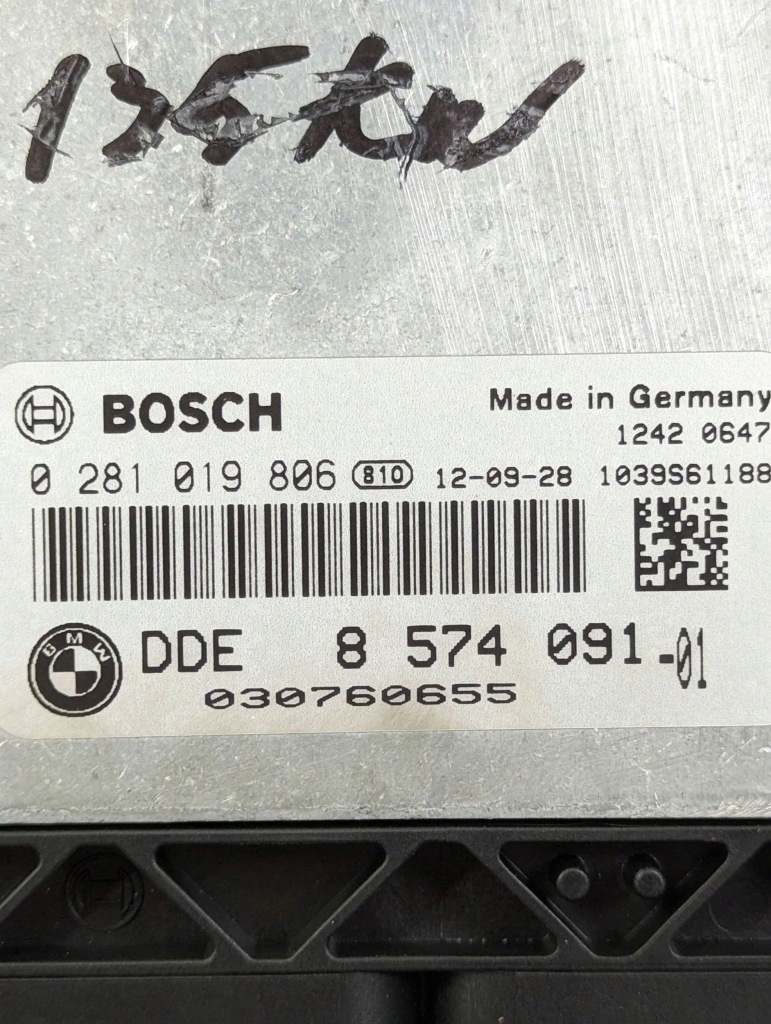 135kw
BOSCH
Made in Germany
1242 0647
0 281 019 806 810 12-09-28 1039S61188
BMW
DDE 8 574 091-01
030760655